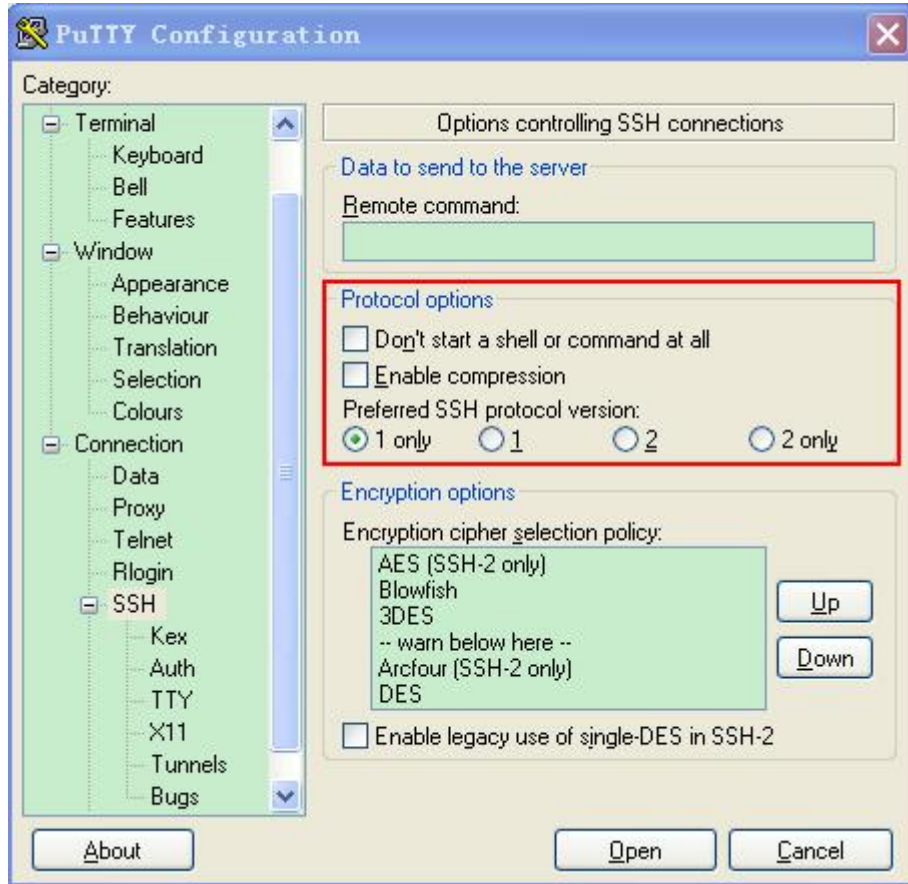 PuTTY Configuration
Category:
Terminal
Keyboard
Bell
Features
Window
Appearance
Behaviour
Translation
Selection
Colours
Connection
Data
Proxy
Telnet
Rlogin
SSH
Kex
Auth
TTY
X11
Tunnels
Bugs
Options controlling SSH connections
Data to send to the server
Remote command:
Protocol options
Don't start a shell or command at all
Enable compression
Preferred SSH protocol version:
1 only 1 2 2 only
Encryption options
Encryption cipher selection policy:
AES (SSH-2 only)
Blowfish
3DES
-- warn below here --
Arcfour (SSH-2 only)
DES
Up
Down
Enable legacy use of single-DES in SSH-2
About Open Cancel